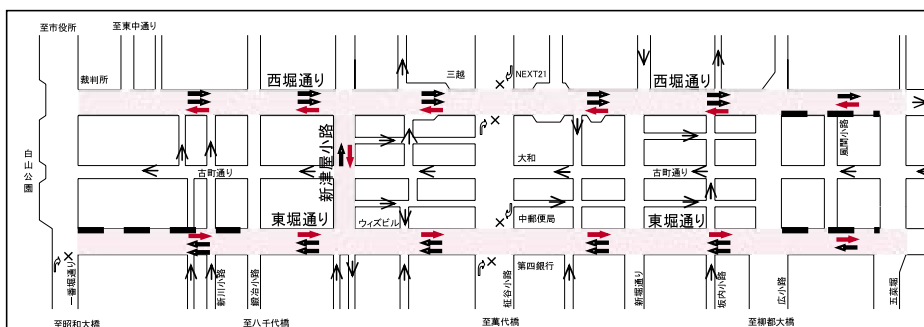 至市役所
至東中通り
裁判所
西堀通り
三越
NEXT21
西堀通り
白山公園
新津屋小路
大和
風間小路
古町通り
古町通り
東堀通り
ウィズビル
中郵便局
東堀通り
一番堀通り
新川小路
鍛冶小路
第四銀行
柾谷小路
新堀通り
坂内小路
広小路
五菜堀
至昭和大橋
至八千代橋
至萬代橋
至柳都大橋